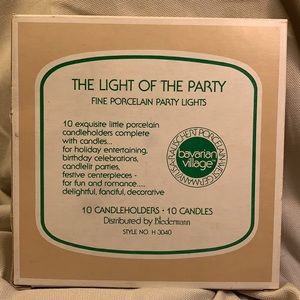 THE LIGHT OF THE PARTY
FINE PORCELAIN PARTY LIGHTS
10 exquisite little porcelain
candleholders complete
with candles...
for holiday entertaining,
birthday celebrations,
candlelit parties,
festive centerpieces -
for fun and romance....
delightful, fanciful, decorative
bavarian
village
10 CANDLEHOLDERS · 10 CANDLES
Distributed by Biedermann
STYLE NO. H 3040